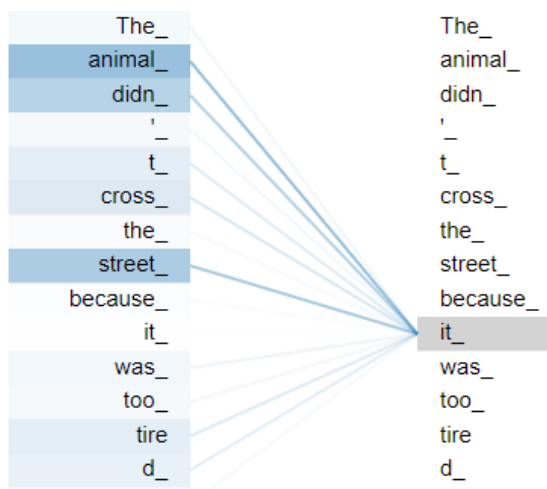 The_ The_
animal_ animal_
didn_ didn_
'_ '_
t_ t_
cross_ cross_
the_ the_
street_ street_
because_ because_
it_ it_
was_ was_
too_ too_
tire tire
d_ d_